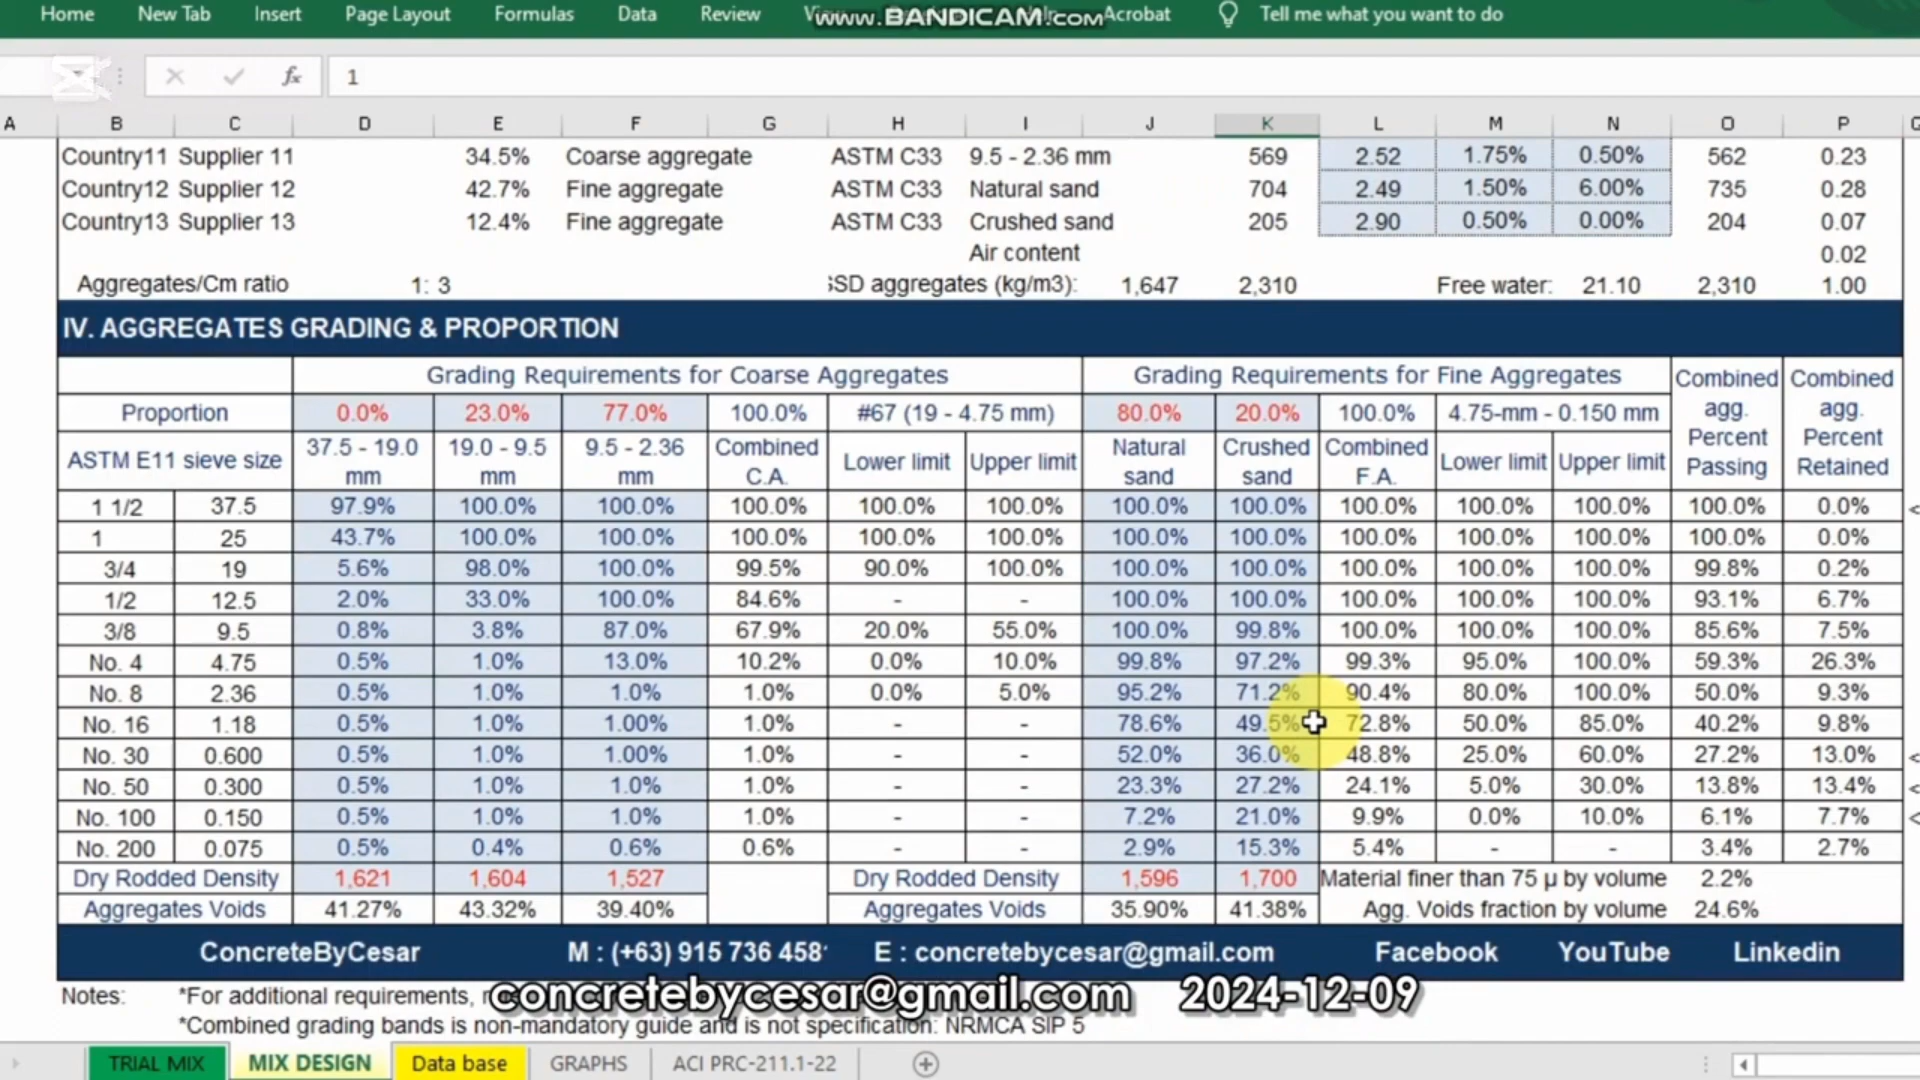 Home New Tab Insert Page Layout Formulas Data Review Acrobat Tell me what you want to do
www.BANDICAM.com
fx 1
A B C D E F G H I J K L M N O P
Country11 Supplier 11 34.5% Coarse aggregate ASTM C33 9.5 - 2.36 mm 569 2.52 1.75% 0.50% 562 0.23
Country12 Supplier 12 42.7% Fine aggregate ASTM C33 Natural sand 704 2.49 1.50% 6.00% 735 0.28
Country13 Supplier 13 12.4% Fine aggregate ASTM C33 Crushed sand 205 2.90 0.50% 0.00% 204 0.07
Air content 0.02
Aggregates/Cm ratio 1: 3 SSD aggregates (kg/m3): 1,647 2,310 Free water: 21.10 2,310 1.00
IV. AGGREGATES GRADING & PROPORTION
Grading Requirements for Coarse Aggregates Grading Requirements for Fine Aggregates Combined agg. Percent Passing Combined agg. Percent Retained
Proportion 0.0% 23.0% 77.0% 100.0% #67 (19 - 4.75 mm) 80.0% 20.0% 100.0% 4.75-mm - 0.150 mm
ASTM E11 sieve size 37.5 - 19.0 mm 19.0 - 9.5 mm 9.5 - 2.36 mm Combined C.A. Lower limit Upper limit Natural sand Crushed sand Combined F.A. Lower limit Upper limit
1 1/2 37.5 97.9% 100.0% 100.0% 100.0% 100.0% 100.0% 100.0% 100.0% 100.0% 100.0% 100.0% 100.0% 0.0% <
1 25 43.7% 100.0% 100.0% 100.0% 100.0% 100.0% 100.0% 100.0% 100.0% 100.0% 100.0% 100.0% 0.0%
3/4 19 5.6% 98.0% 100.0% 99.5% 90.0% 100.0% 100.0% 100.0% 100.0% 100.0% 100.0% 99.8% 0.2%
1/2 12.5 2.0% 33.0% 100.0% 84.6% - - 100.0% 100.0% 100.0% 100.0% 100.0% 93.1% 6.7%
3/8 9.5 0.8% 3.8% 87.0% 67.9% 20.0% 55.0% 100.0% 99.8% 100.0% 100.0% 100.0% 85.6% 7.5%
No. 4 4.75 0.5% 1.0% 13.0% 10.2% 0.0% 10.0% 99.8% 97.2% 99.3% 95.0% 100.0% 59.3% 26.3%
No. 8 2.36 0.5% 1.0% 1.0% 1.0% 0.0% 5.0% 95.2% 71.2% 90.4% 80.0% 100.0% 50.0% 9.3%
No. 16 1.18 0.5% 1.0% 1.00% 1.0% - - 78.6% 49.5% 72.8% 50.0% 85.0% 40.2% 9.8%
No. 30 0.600 0.5% 1.0% 1.00% 1.0% - - 52.0% 36.0% 48.8% 25.0% 60.0% 27.2% 13.0% <
No. 50 0.300 0.5% 1.0% 1.0% 1.0% - - 23.3% 27.2% 24.1% 5.0% 30.0% 13.8% 13.4% <
No. 100 0.150 0.5% 1.0% 1.0% 1.0% - - 7.2% 21.0% 9.9% 0.0% 10.0% 6.1% 7.7% <
No. 200 0.075 0.5% 0.4% 0.6% 0.6% - - 2.9% 15.3% 5.4% - - 3.4% 2.7%
Dry Rodded Density 1,621 1,604 1,527 Dry Rodded Density 1,596 1,700 Material finer than 75 µ by volume 2.2%
Aggregates Voids 41.27% 43.32% 39.40% Aggregates Voids 35.90% 41.38% Agg. Voids fraction by volume 24.6%
ConcreteByCesar M : (+63) 915 736 458 E : concretebycesar@gmail.com Facebook YouTube Linkedin
Notes: *For additional requirements,
concretebycesar@gmail.com 2024-12-09
*Combined grading bands is non-mandatory guide and is not specification: NRMCA SIP 5
TRIAL MIX MIX DESIGN Data base GRAPHS ACI PRC-211.1-22